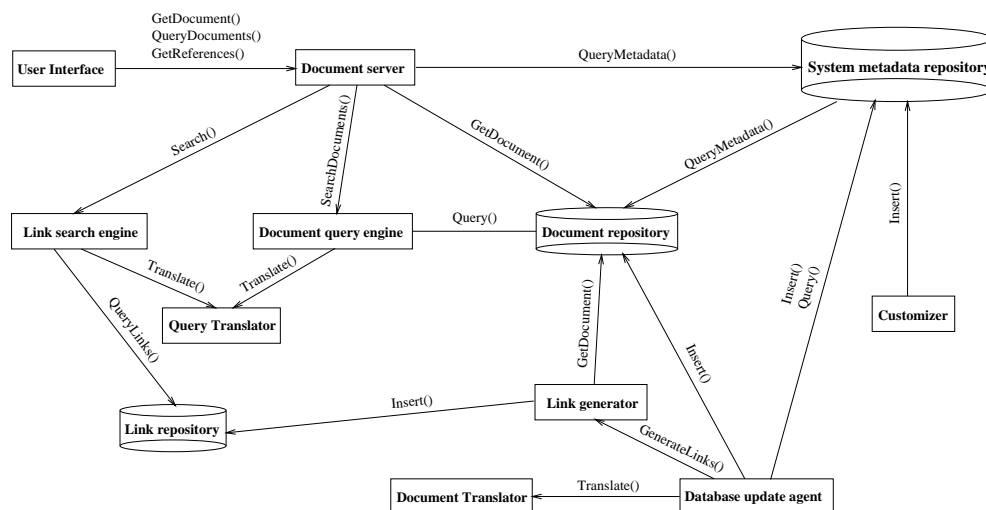 GetDocument()
QueryDocuments()
GetReferences()
User Interface
Document server
QueryMetadata()
System metadata repository
Search()
SearchDocuments()
GetDocument()
QueryMetadata()
Insert()
Link search engine
Document query engine
Query()
Document repository
Translate()
Translate()
Insert()
Query()
QueryLinks()
Query Translator
GetDocument()
Insert()
Customizer
Link repository
Insert()
Link generator
GenerateLinks()
Document Translator
Translate()
Database update agent